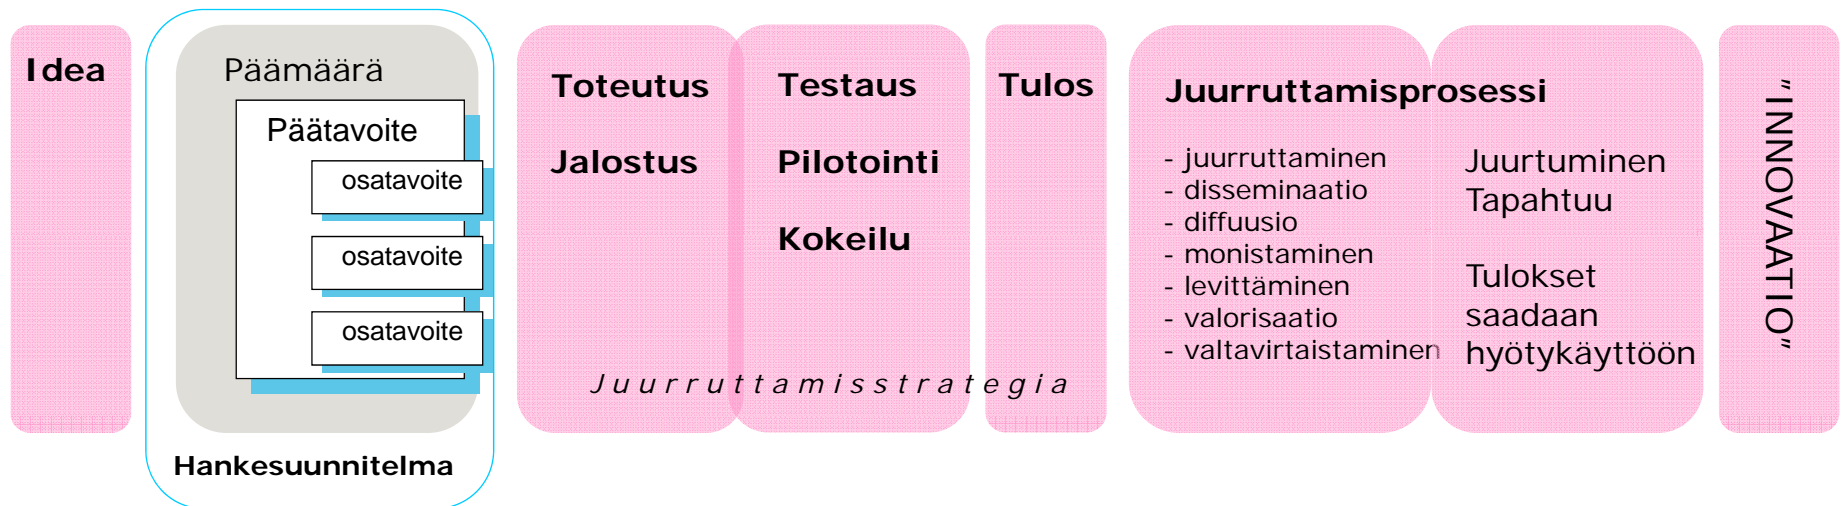 Idea
Päämäärä
Päätavoite
osatavoite
osatavoite
osatavoite
Hankesuunnitelma
Toteutus
Jalostus
Testaus
Pilotointi
Kokeilu
Juurruttamisstrategia
Tulos
Juurruttamisprosessi
- juurruttaminen
- disseminaatio
- diffuusio
- monistaminen
- levittäminen
- valorisaatio
- valtavirtaistaminen
Juurtuminen
Tapahtuu
Tulokset
saadaan
hyötykäyttöön
"INNOVAATIO"